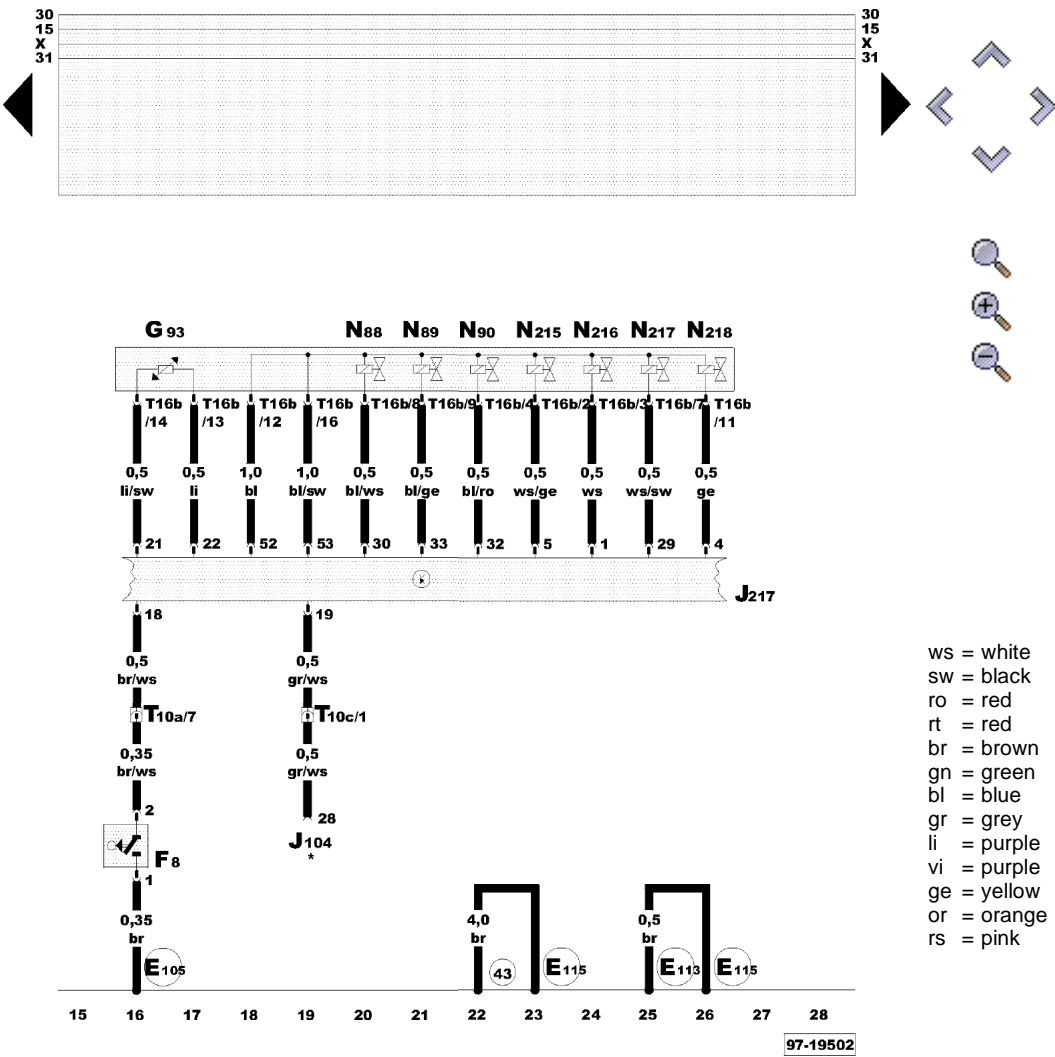 30 30
15 15
X X
31 31
G 93 N88 N89 N90 N215 N216 N217 N218
T16b T16b T16b T16b T16b/8 T16b/9 T16b/4 T16b/2 T16b/3 T16b/7 T16b
/14 /13 /12 /16 /11
0,5 0,5 1,0 1,0 0,5 0,5 0,5 0,5 0,5 0,5 0,5
li/sw li bl bl/sw bl/ws bl/ge bl/ro ws/ge ws ws/sw ge
21 22 52 53 30 33 32 5 1 29 4
J217
18 19
0,5 0,5
br/ws gr/ws
T10a/7 T10c/1
0,35 0,5
br/ws gr/ws
2 28
J104
*
F8
1
0,35 4,0 0,5
br br br
E105 43 E115 E113 E115
15 16 17 18 19 20 21 22 23 24 25 26 27 28
97-19502
ws = white
sw = black
ro = red
rt = red
br = brown
gn = green
bl = blue
gr = grey
li = purple
vi = purple
ge = yellow
or = orange
rs = pink